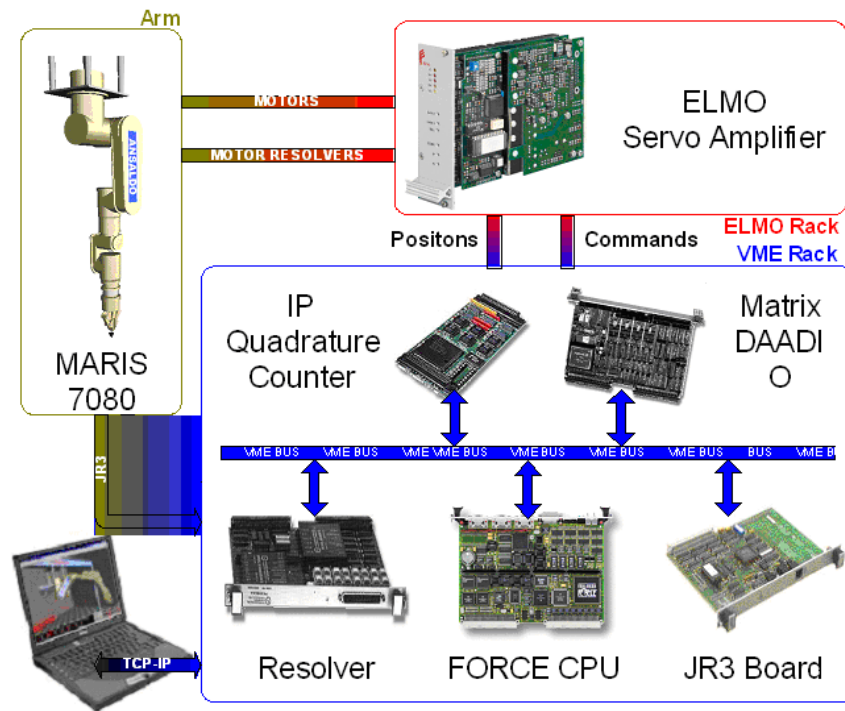 Arm
ANSALDO
MARIS
7080
MOTORS
MOTOR RESOLVERS
ELMO
Servo Amplifier
Positons
Commands
ELMO Rack
VME Rack
IP
Quadrature
Counter
Matrix
DAADI
O
VME BUS VME BUS VME VME BUS VME BUS VME BUS VME BUS BUS VME BU
JR3
Resolver
FORCE CPU
JR3 Board
TCP-IP